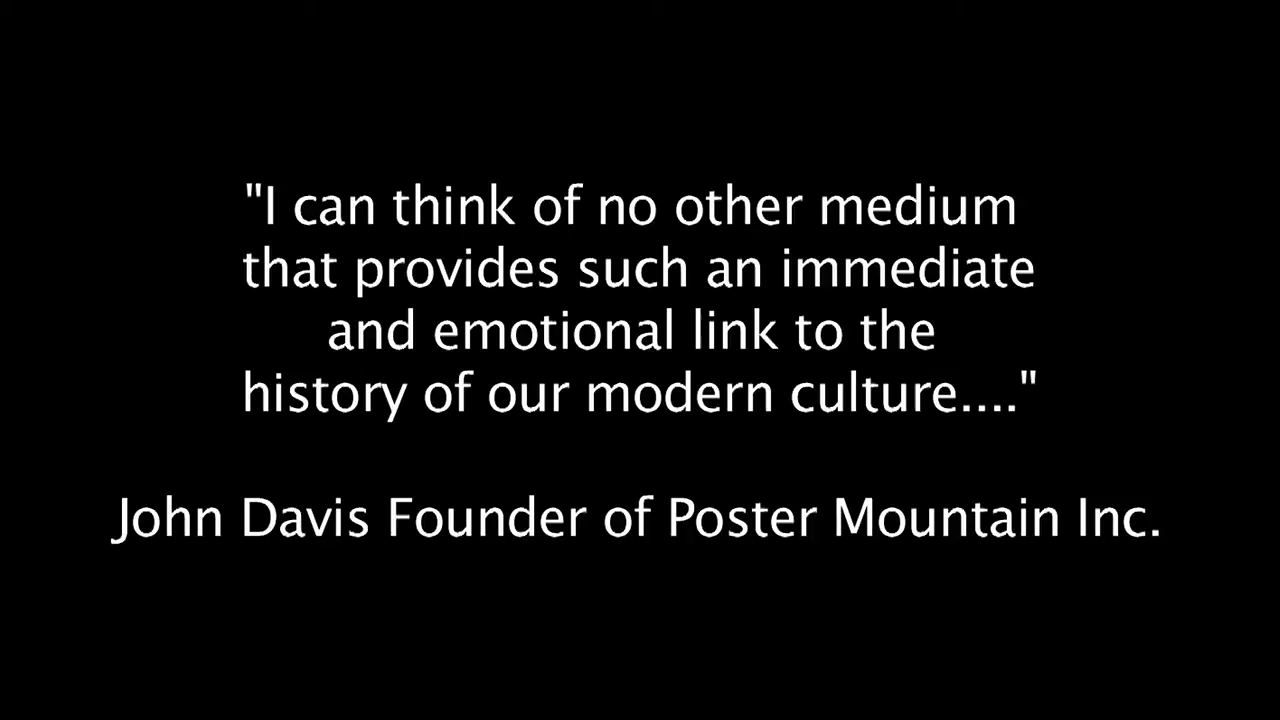 "I can think of no other medium
that provides such an immediate
and emotional link to the
history of our modern culture...."
John Davis Founder of Poster Mountain Inc.